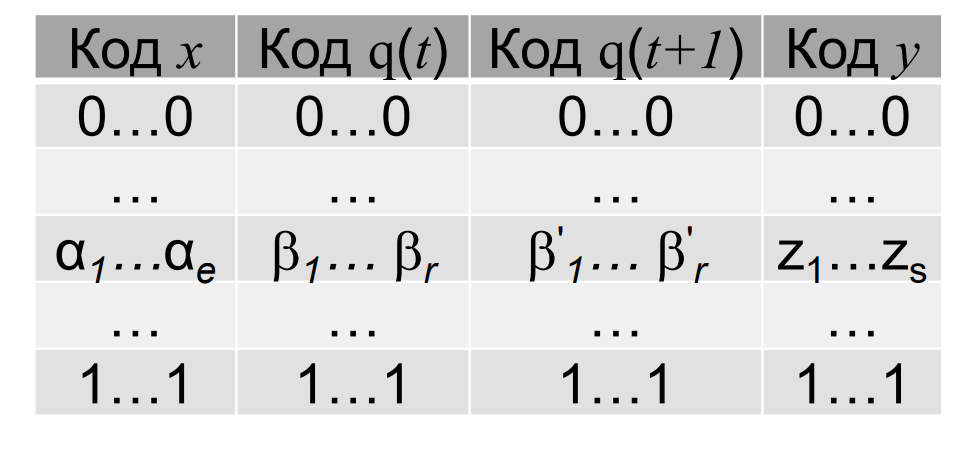 Код x Код q(t) Код q(t+1) Код y
0…0 0…0 0…0 0…0
… … … …
α1…αe β1… βr β'1… β'r z1…zs
… … … …
1…1 1…1 1…1 1…1